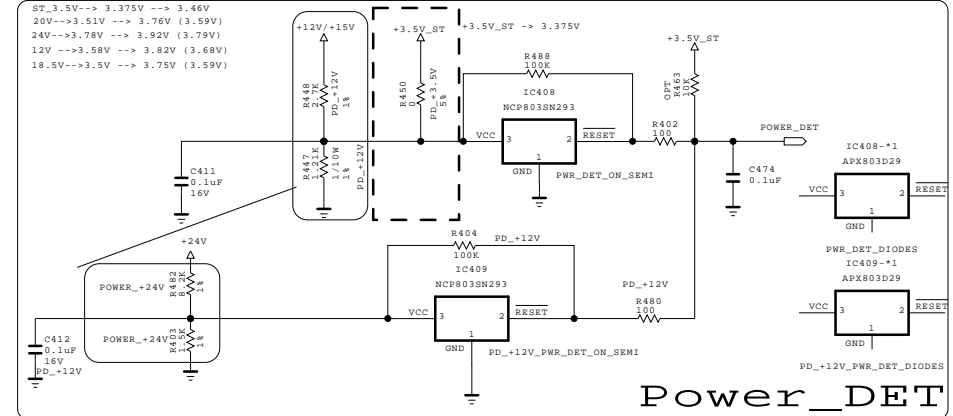 ST_3.5V--> 3.375V --> 3.46V
20V-->3.51V --> 3.76V (3.59V)
24V-->3.78V --> 3.92V (3.79V)
12V -->3.58V --> 3.82V (3.68V)
18.5V-->3.5V --> 3.75V (3.59V)
+12V/+15V
R448
2.7K
1%
PD_+12V
R447
1.21K
1/10W
1%
PD_+12V
+3.5V_ST
R450
0
5%
PD_+3.5V
+3.5V_ST -> 3.375V
R488
100K
IC408
NCP803SN293
VCC
3
2
RESET
1
GND
PWR_DET_ON_SEMI
+3.5V_ST
OPT
R463
10K
R402
100
POWER_DET
C474
0.1uF
C411
0.1uF
16V
IC408-*1
APX803D29
VCC
3
2
RESET
1
GND
PWR_DET_DIODES
+24V
POWER_+24V
R482
8.2K
1%
POWER_+24V
R403
1.5K
1%
C412
0.1uF
16V
PD_+12V
R404
PD_+12V
100K
IC409
NCP803SN293
VCC
3
2
RESET
1
GND
PD_+12V_PWR_DET_ON_SEMI
PD_+12V
R480
100
IC409-*1
APX803D29
VCC
3
2
RESET
1
GND
PD_+12V_PWR_DET_DIODES
Power_DET